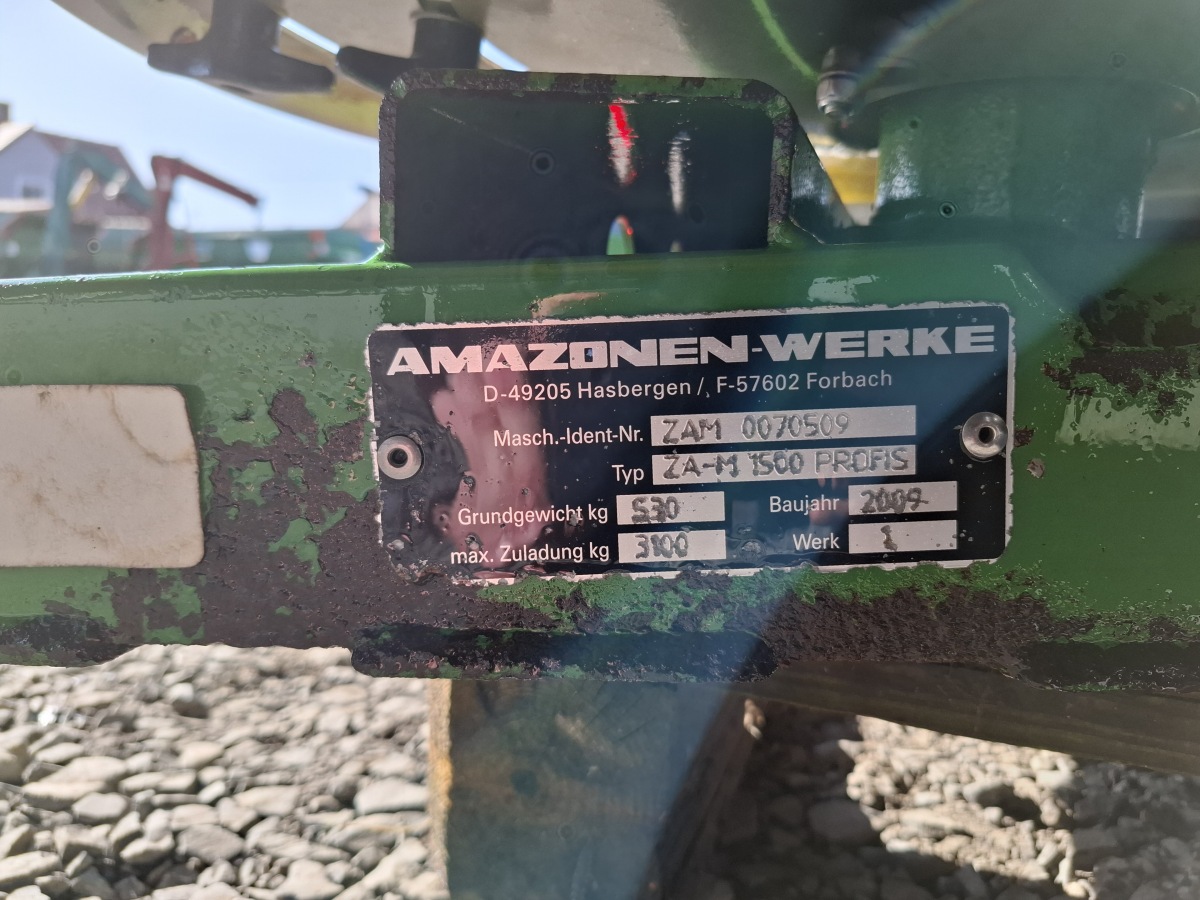 AMAZONEN-WERKE
D-49205 Hasbergen / F-57602 Forbach
Masch.-Ident-Nr. ZAM 0070509
Typ ZA-M 1500 PROFIS
Grundgewicht kg 530 Baujahr 2009
max. Zuladung kg 3100 Werk 1